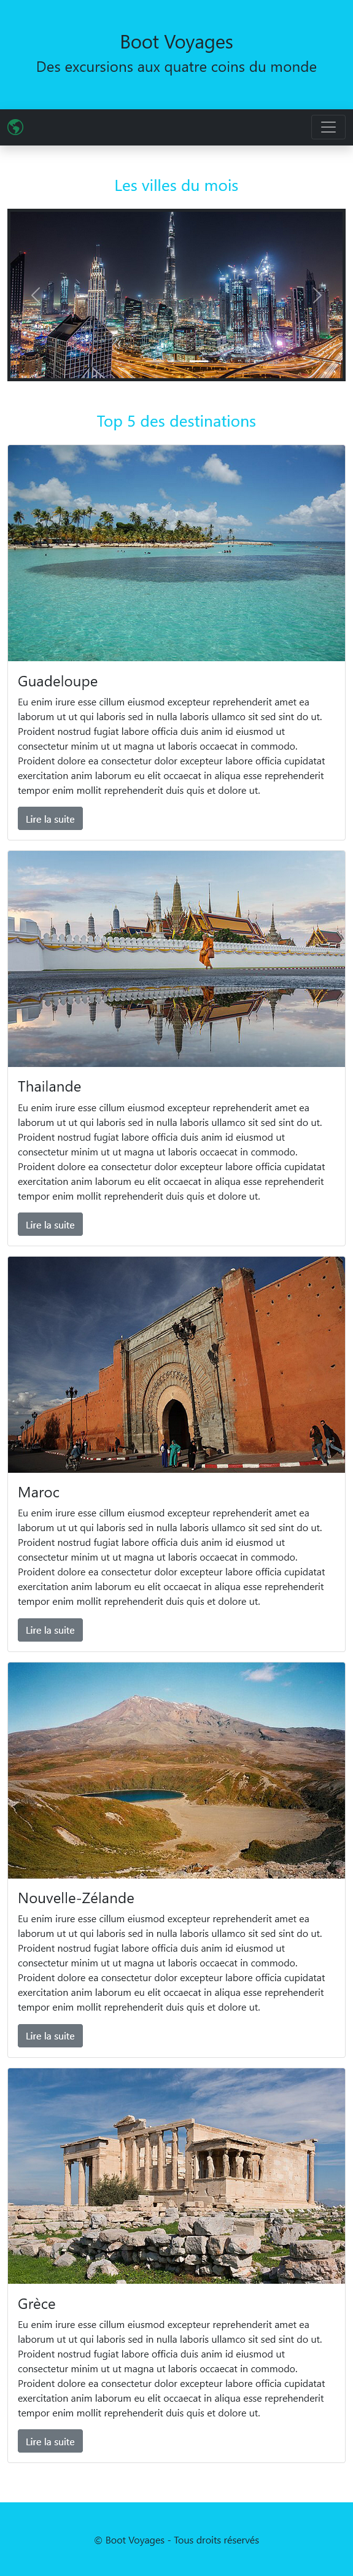 Boot Voyages
Des excursions aux quatre coins du monde
Les villes du mois
Top 5 des destinations
Guadeloupe
Eu enim irure esse cillum eiusmod excepteur reprehenderit amet ea
laborum ut ut qui laboris sed in nulla laboris ullamco sit sed sint do ut.
Proident nostrud fugiat labore officia duis anim id eiusmod ut
consectetur minim ut ut magna ut laboris occaecat in commodo.
Proident dolore ea consectetur dolor excepteur labore officia cupidatat
exercitation anim laborum eu elit occaecat in aliqua esse reprehenderit
tempor enim mollit reprehenderit duis quis et dolore ut.
Lire la suite
Thailande
Eu enim irure esse cillum eiusmod excepteur reprehenderit amet ea
laborum ut ut qui laboris sed in nulla laboris ullamco sit sed sint do ut.
Proident nostrud fugiat labore officia duis anim id eiusmod ut
consectetur minim ut ut magna ut laboris occaecat in commodo.
Proident dolore ea consectetur dolor excepteur labore officia cupidatat
exercitation anim laborum eu elit occaecat in aliqua esse reprehenderit
tempor enim mollit reprehenderit duis quis et dolore ut.
Lire la suite
Maroc
Eu enim irure esse cillum eiusmod excepteur reprehenderit amet ea
laborum ut ut qui laboris sed in nulla laboris ullamco sit sed sint do ut.
Proident nostrud fugiat labore officia duis anim id eiusmod ut
consectetur minim ut ut magna ut laboris occaecat in commodo.
Proident dolore ea consectetur dolor excepteur labore officia cupidatat
exercitation anim laborum eu elit occaecat in aliqua esse reprehenderit
tempor enim mollit reprehenderit duis quis et dolore ut.
Lire la suite
Nouvelle-Zélande
Eu enim irure esse cillum eiusmod excepteur reprehenderit amet ea
laborum ut ut qui laboris sed in nulla laboris ullamco sit sed sint do ut.
Proident nostrud fugiat labore officia duis anim id eiusmod ut
consectetur minim ut ut magna ut laboris occaecat in commodo.
Proident dolore ea consectetur dolor excepteur labore officia cupidatat
exercitation anim laborum eu elit occaecat in aliqua esse reprehenderit
tempor enim mollit reprehenderit duis quis et dolore ut.
Lire la suite
Grèce
Eu enim irure esse cillum eiusmod excepteur reprehenderit amet ea
laborum ut ut qui laboris sed in nulla laboris ullamco sit sed sint do ut.
Proident nostrud fugiat labore officia duis anim id eiusmod ut
consectetur minim ut ut magna ut laboris occaecat in commodo.
Proident dolore ea consectetur dolor excepteur labore officia cupidatat
exercitation anim laborum eu elit occaecat in aliqua esse reprehenderit
tempor enim mollit reprehenderit duis quis et dolore ut.
Lire la suite
© Boot Voyages - Tous droits réservés